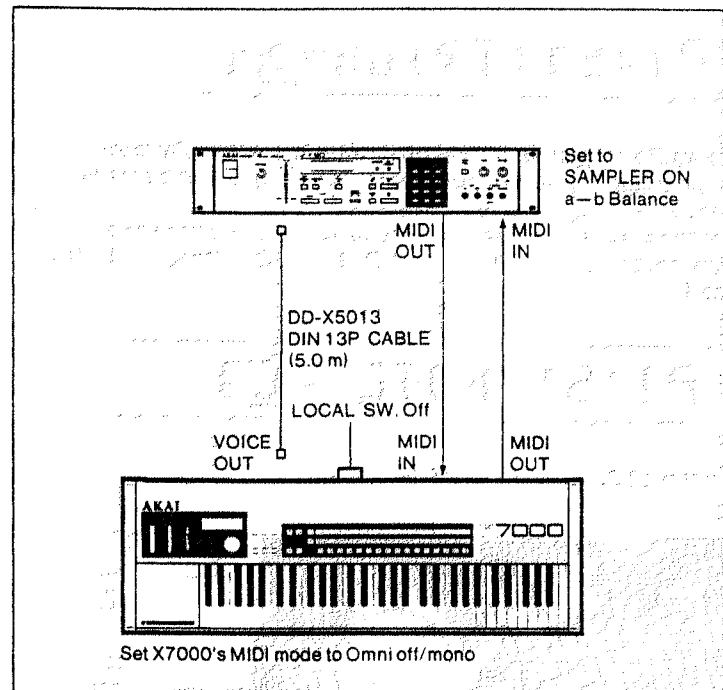 AKAI
Set to
SAMPLER ON
a—b Balance
MIDI
OUT
MIDI
IN
DD-X5013
DIN 13P CABLE
(5.0 m)
LOCAL SW. Off
VOICE
OUT
MIDI
IN
MIDI
OUT
AKAI
7000
Set X7000's MIDI mode to Omni off/mono